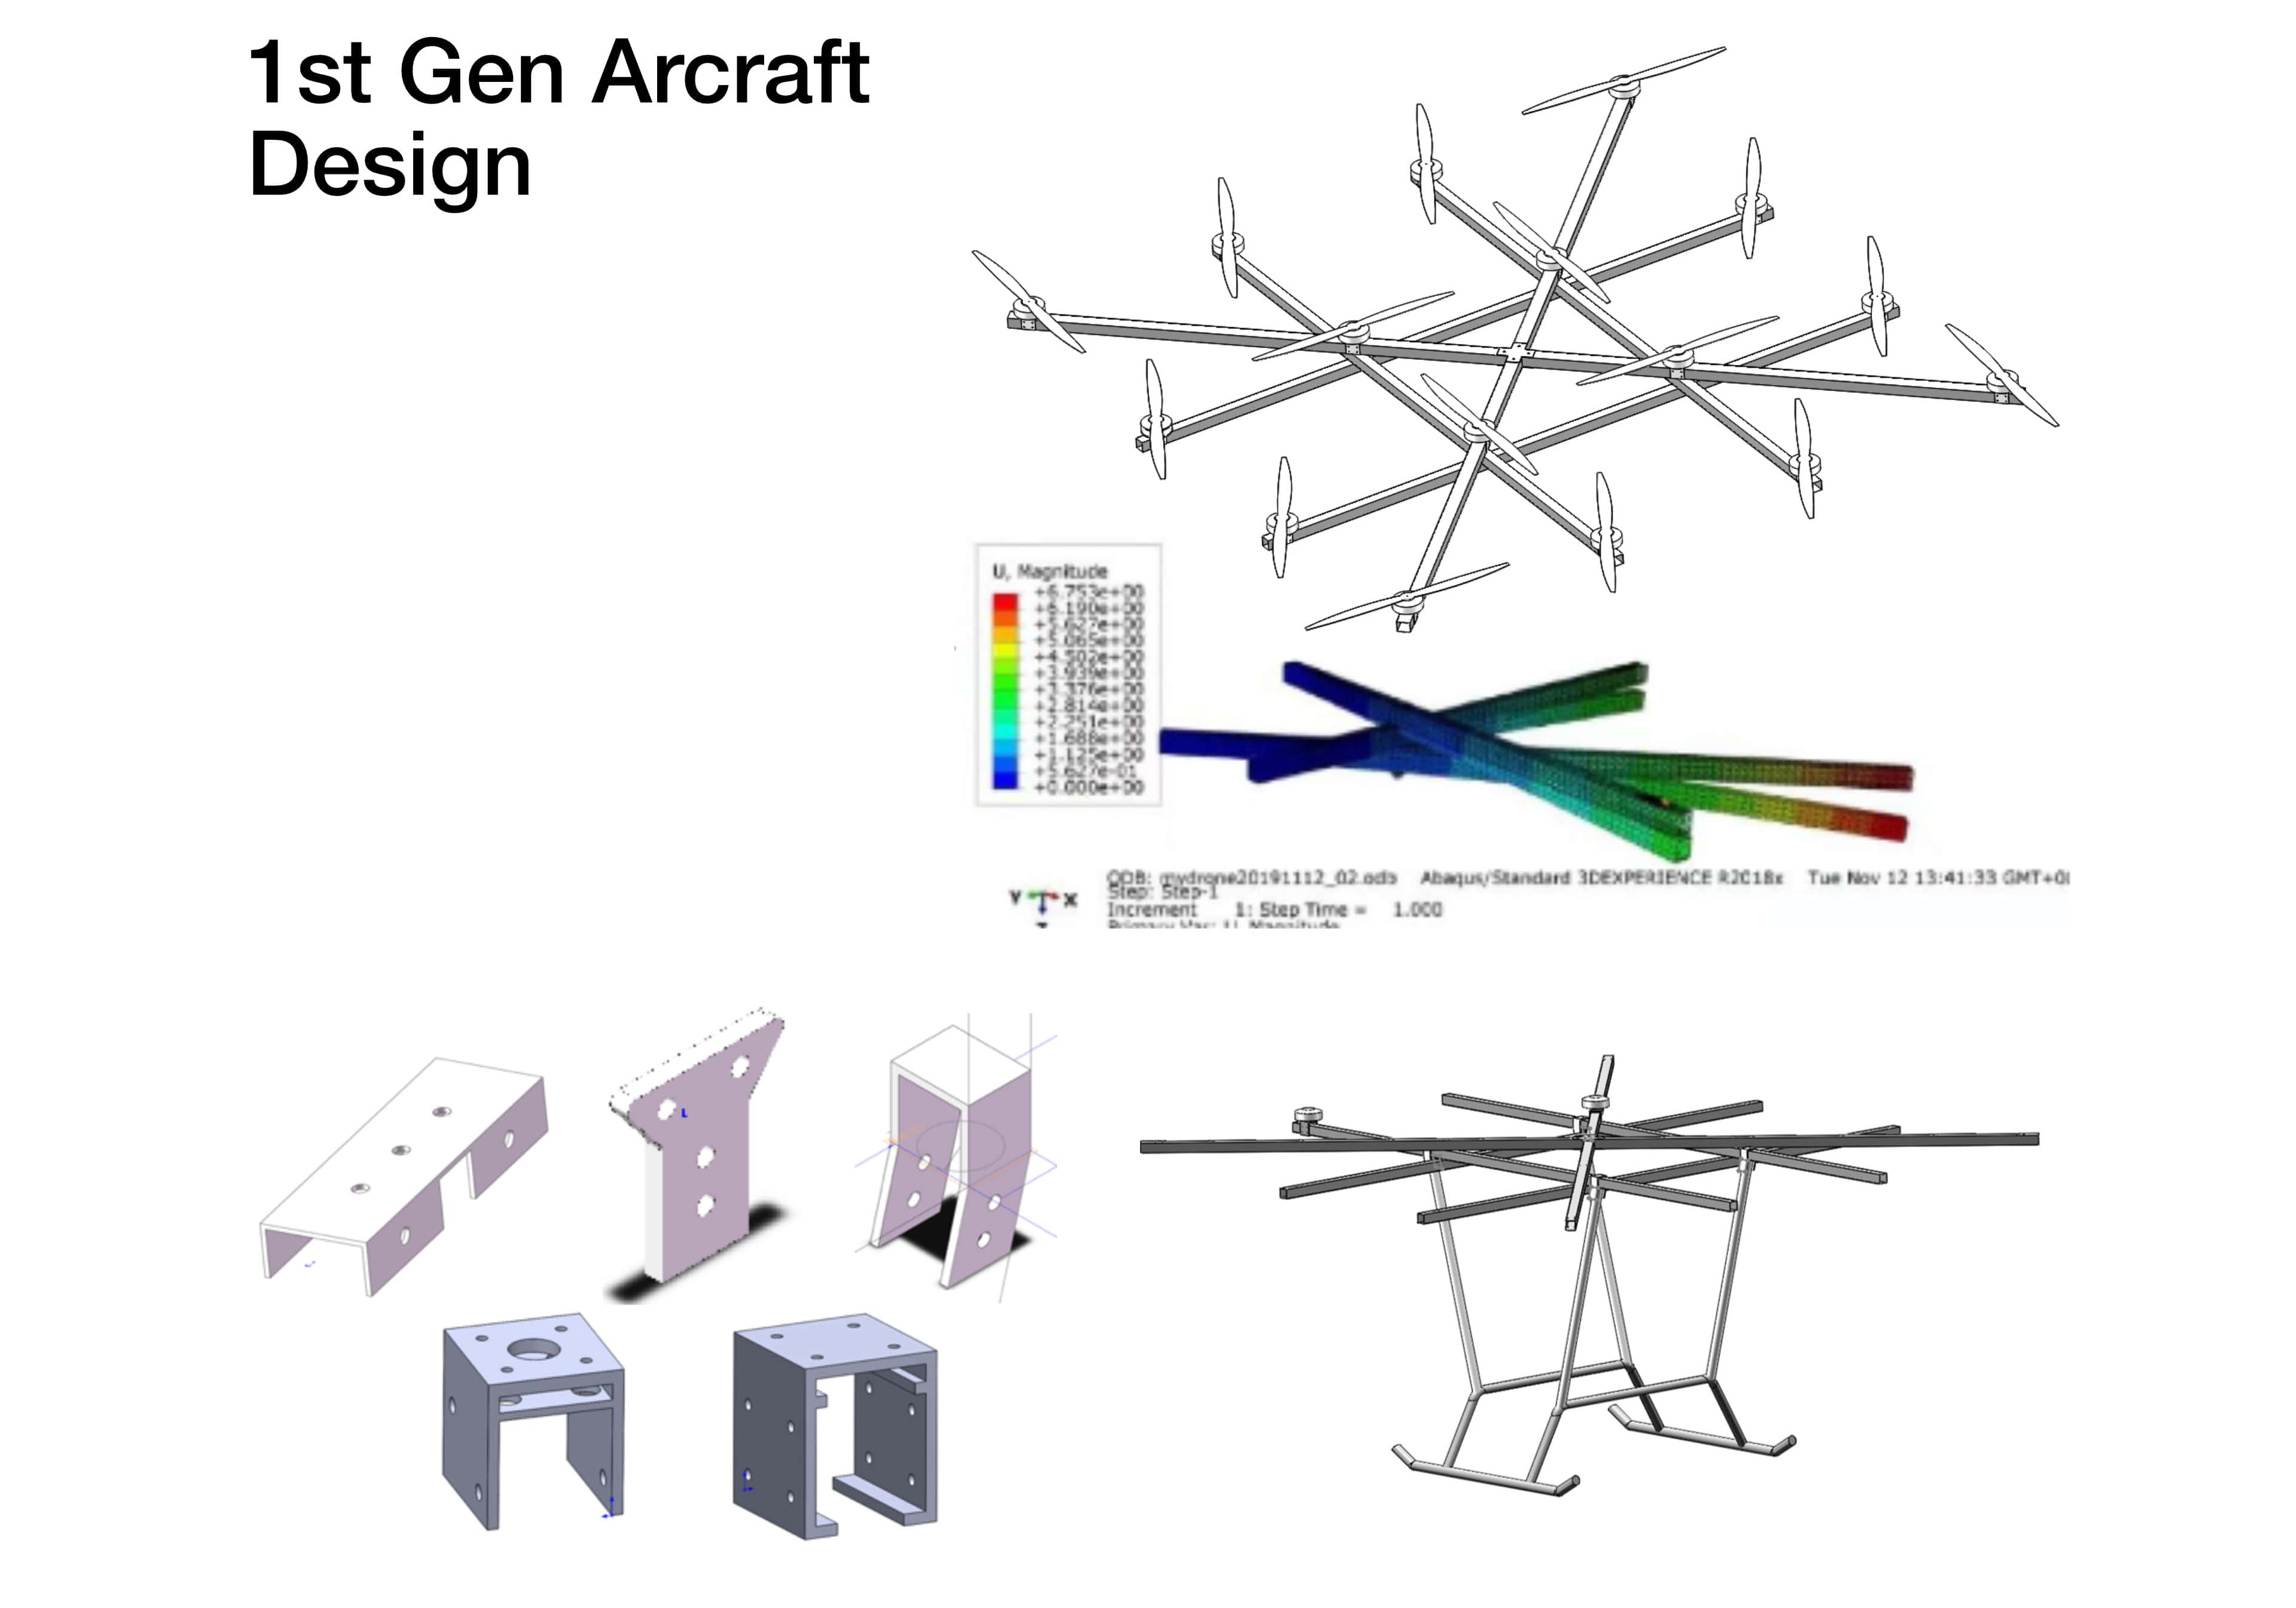 1st Gen Arcraft
Design
U, Magnitude
+6.753e+00
+6.190e+00
+5.627e+00
+5.065e+00
+4.502e+00
+3.939e+00
+3.376e+00
+2.814e+00
+2.251e+00
+1.688e+00
+1.125e+00
+5.627e-01
+0.000e+00
ODB: mydrone20191112_02.odb Abaqus/Standard 3DEXPERIENCE R2018x Tue Nov 12 13:41:33 GMT+0
Step: Step-1
Increment 1: Step Time = 1.000
Primary Var: U, Magnitude
Y X
L